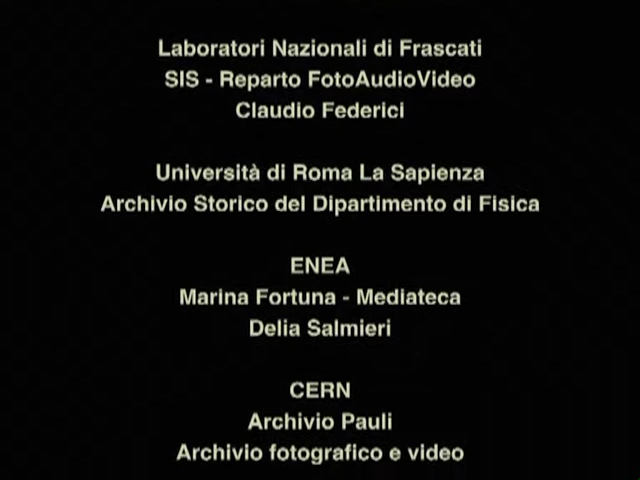 Laboratori Nazionali di Frascati
SIS - Reparto FotoAudioVideo
Claudio Federici
Università di Roma La Sapienza
Archivio Storico del Dipartimento di Fisica
ENEA
Marina Fortuna - Mediateca
Delia Salmieri
CERN
Archivio Pauli
Archivio fotografico e video